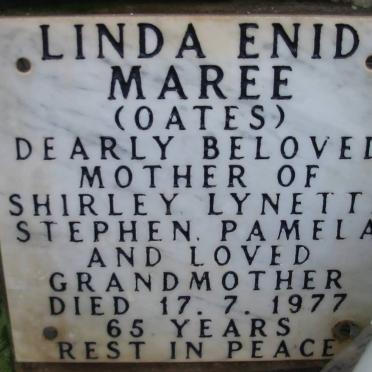 LINDA ENID
MAREE
(OATES)
DEARLY BELOVED
MOTHER OF
SHIRLEY LYNETT
STEPHEN. PAMELA
AND LOVED
GRANDMOTHER
DIED 17. 7. 1977
65 YEARS
REST IN PEACE